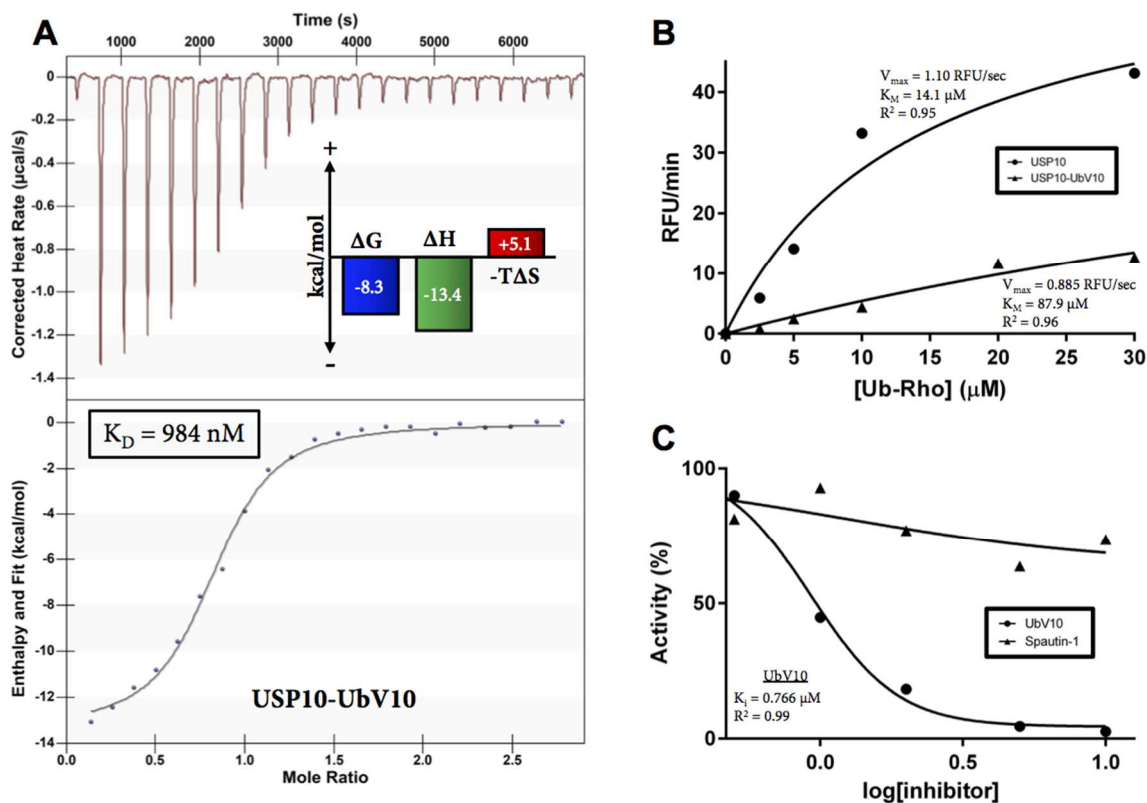 A
Time (s)
1000 2000 3000 4000 5000 6000
Corrected Heat Rate (µcal/s)
0
-0.2
-0.4
-0.6
-0.8
-1.0
-1.2
-1.4
+
kcal/mol
–
ΔG
-8.3
ΔH
-13.4
+5.1
-TΔS
K_D = 984 nM
Enthalpy and Fit (kcal/mol)
0
-2
-4
-6
-8
-10
-12
-14
USP10-UbV10
0.0 0.5 1.0 1.5 2.0 2.5
Mole Ratio
B
RFU/min
40
30
20
10
0
V_max = 1.10 RFU/sec
K_M = 14.1 µM
R² = 0.95
USP10
USP10-UbV10
V_max = 0.885 RFU/sec
K_M = 87.9 µM
R² = 0.96
0 5 10 15 20 25 30
[Ub-Rho] (µM)
C
Activity (%)
100
50
0
UbV10
Spautin-1
UbV10
K_i = 0.766 µM
R² = 0.99
0.0 0.5 1.0
log[inhibitor]